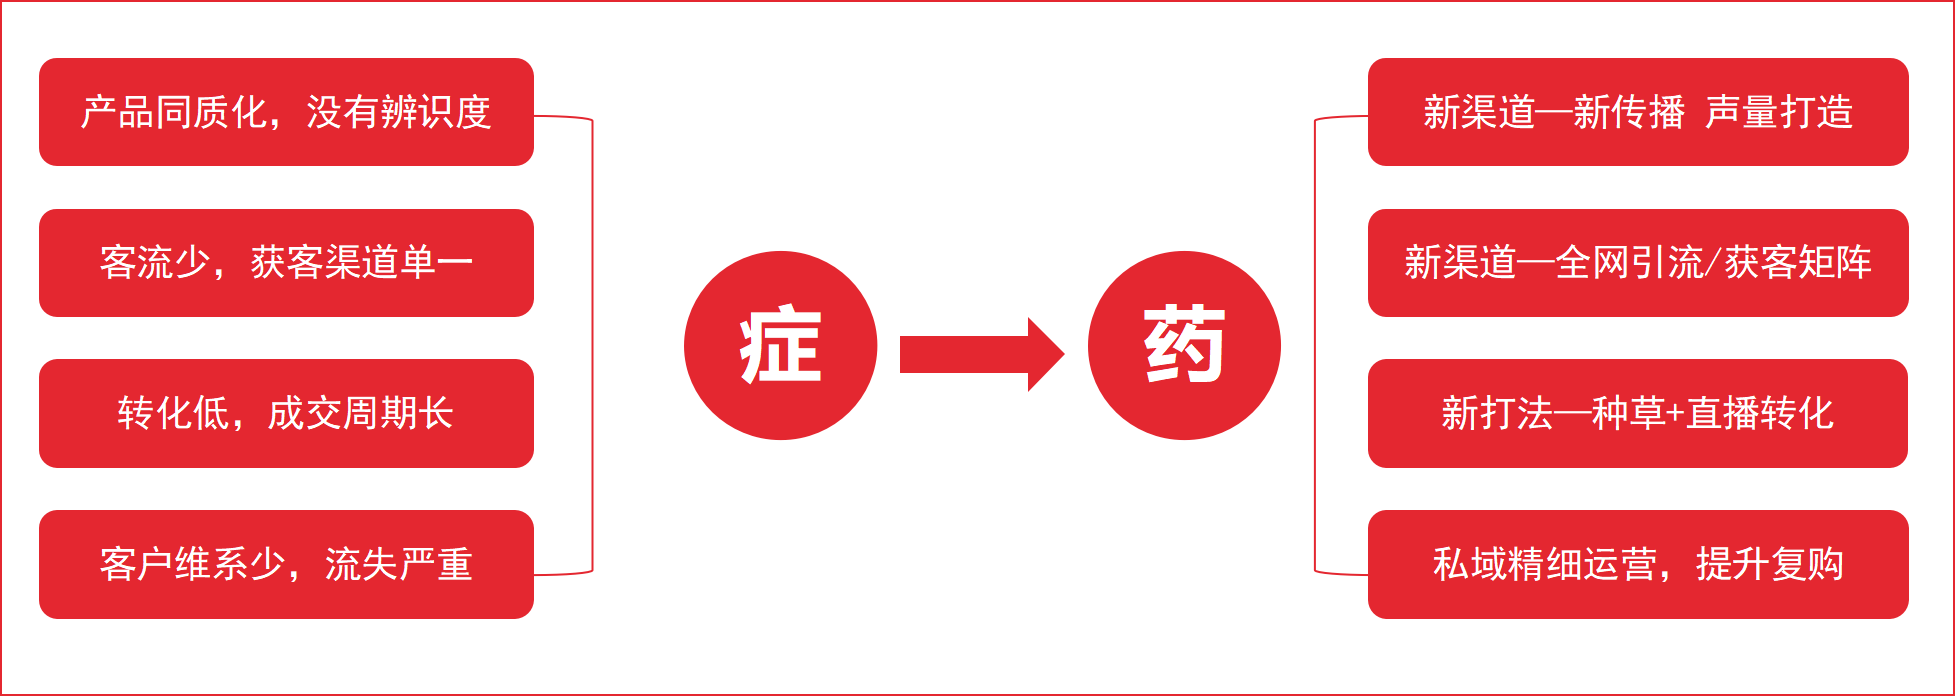 产品同质化，没有辨识度
客流少，获客渠道单一
转化低，成交周期长
客户维系少，流失严重
症
药
新渠道—新传播 声量打造
新渠道—全网引流/获客矩阵
新打法—种草+直播转化
私域精细运营，提升复购